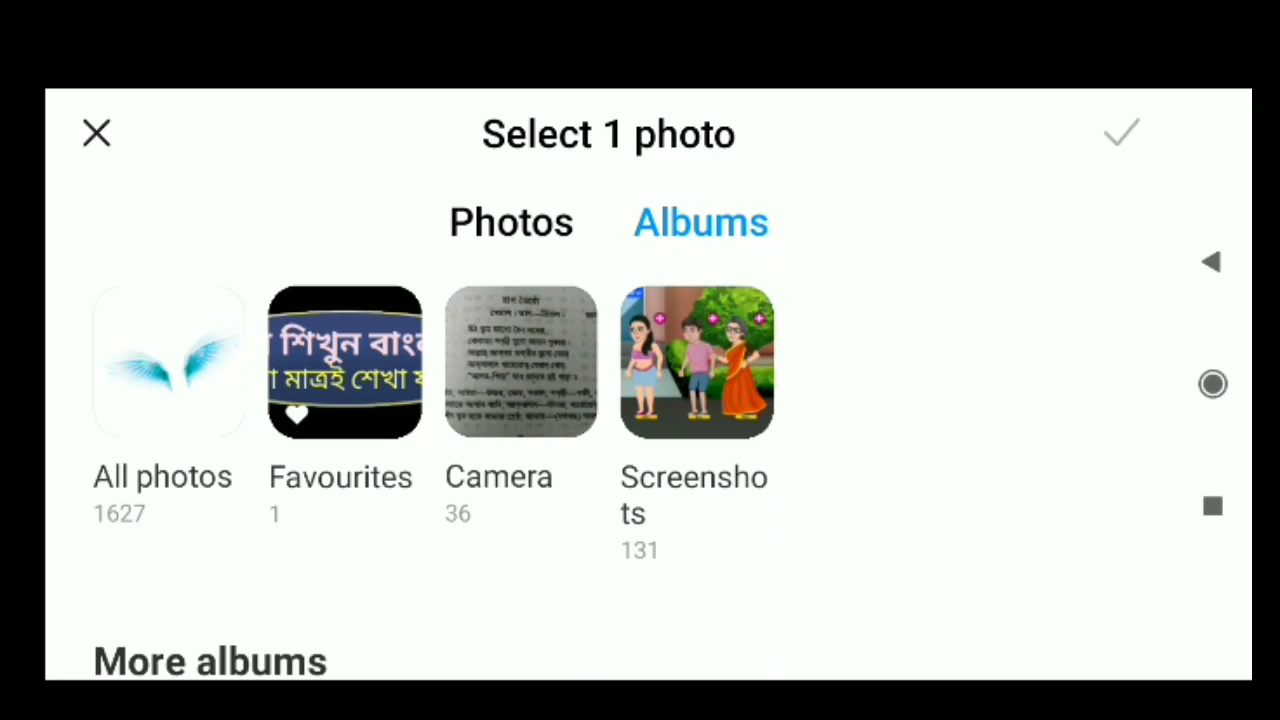 Select 1 photo
Photos Albums
শিখুন বাং
মাত্রই শেখা
All photos Favourites Camera Screensho
ts
1627 1 36
131
More albums